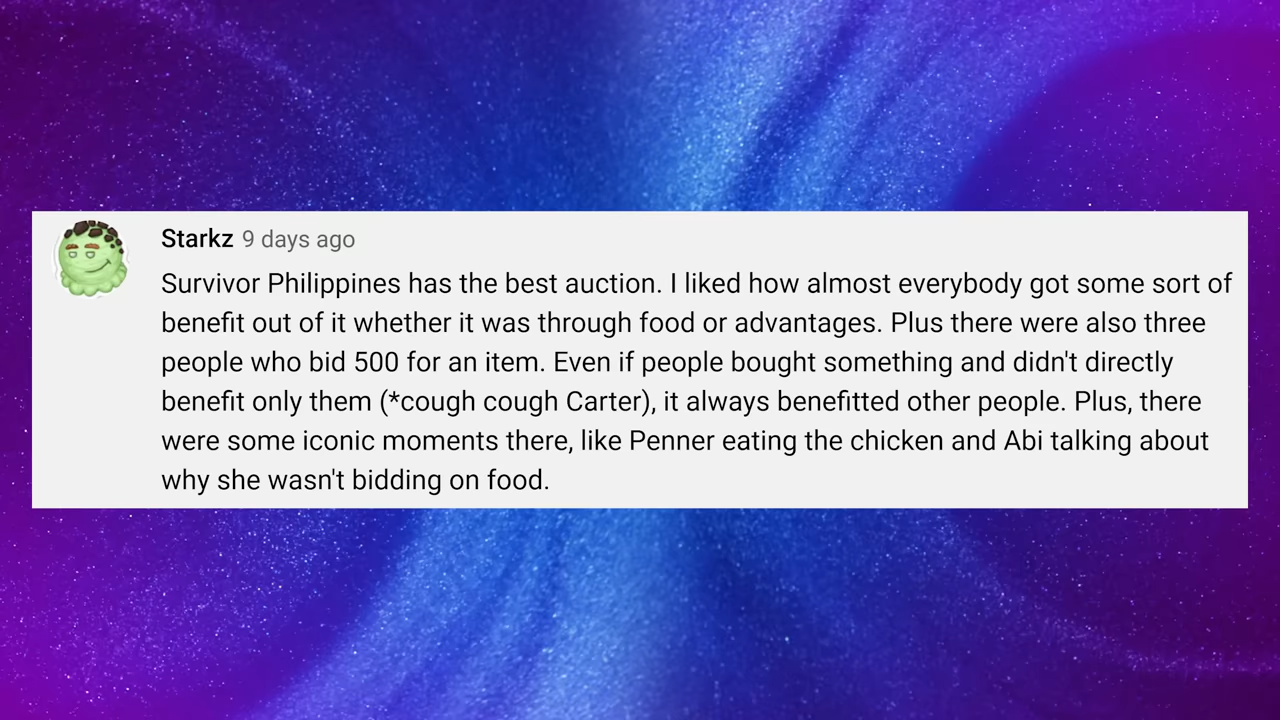 Starkz 9 days ago
Survivor Philippines has the best auction. I liked how almost everybody got some sort of
benefit out of it whether it was through food or advantages. Plus there were also three
people who bid 500 for an item. Even if people bought something and didn't directly
benefit only them (*cough cough Carter), it always benefitted other people. Plus, there
were some iconic moments there, like Penner eating the chicken and Abi talking about
why she wasn't bidding on food.